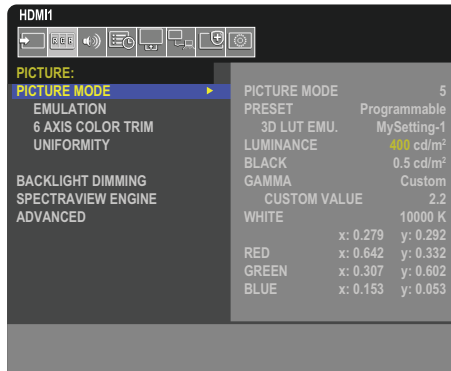 HDMI1
PICTURE:
PICTURE MODE
EMULATION
6 AXIS COLOR TRIM
UNIFORMITY
BACKLIGHT DIMMING
SPECTRAVIEW ENGINE
ADVANCED
PICTURE MODE 5
PRESET Programmable
3D LUT EMU. MySetting-1
LUMINANCE 400 cd/m²
BLACK 0.5 cd/m²
GAMMA Custom
CUSTOM VALUE 2.2
WHITE 10000 K
x: 0.279 y: 0.292
RED x: 0.642 y: 0.332
GREEN x: 0.307 y: 0.602
BLUE x: 0.153 y: 0.053